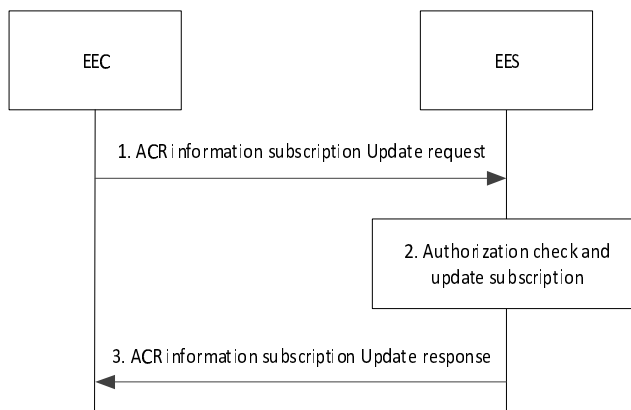 EEC
EES
1. ACR information subscription Update request
2. Authorization check and
update subscription
3. ACR information subscription Update response